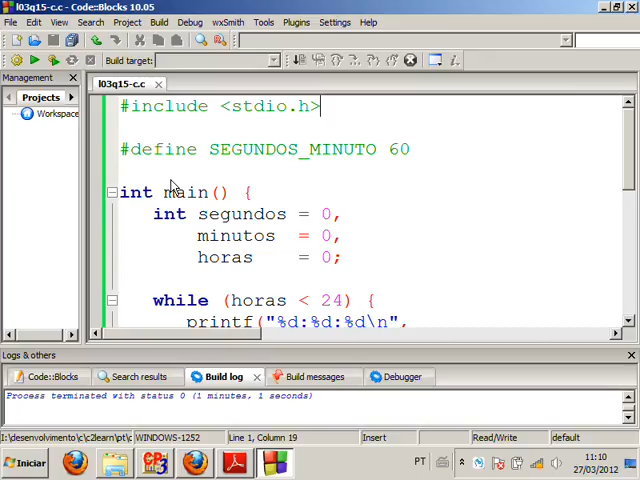 l03q15-c.c - Code::Blocks 10.05
File Edit View Search Project Build Debug wxSmith Tools Plugins Settings Help
Build target:
Management
Projects
Workspace
l03q15-c.c
#include <stdio.h>
#define SEGUNDOS_MINUTO 60
int main() {
int segundos = 0,
minutos = 0,
horas = 0;
while (horas < 24) {
printf("%d:%d:%d\n",
Logs & others
Code::Blocks Search results Build log Build messages Debugger
Process terminated with status 0 (1 minutes, 1 seconds)
I:\desenvolvimento\c\c2learn\pt\c WINDOWS-1252 Line 1, Column 19 Insert Read/Write default
Iniciar PT 11:10
27/03/2012